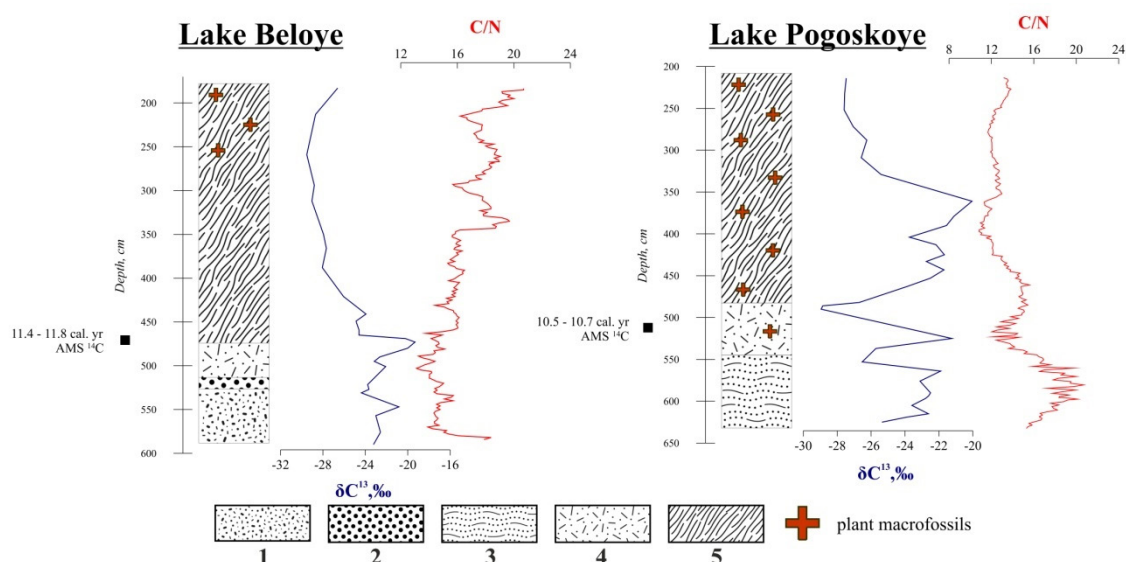 Lake Beloye
C/N
12 16 20 24
200
250
300
350
400
450
500
550
600
Depth, cm
11.4 - 11.8 cal. yr
AMS 14C
-32 -28 -24 -20 -16
δC13,‰
Lake Pogoskoye
C/N
8 12 16 20 24
200
250
300
350
400
450
500
550
600
650
Depth, cm
10.5 - 10.7 cal. yr
AMS 14C
-30 -28 -26 -24 -22 -20
δC13,‰
1 2 3 4 5
plant macrofossils